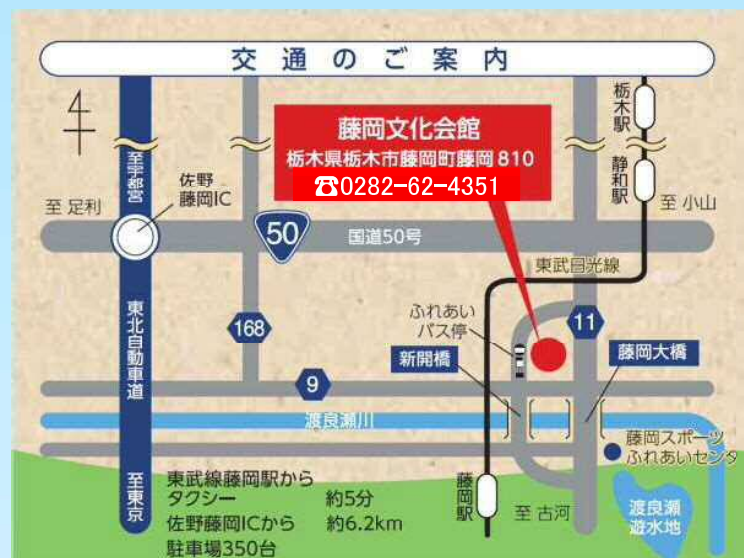 交通のご案内
藤岡文化会館
栃木県栃木市藤岡町藤岡810
☎0282-62-4351
栃木駅
静和駅
至宇都宮
佐野
藤岡IC
至 足利
至 小山
50
国道50号
東武日光線
東北自動車道
168
ふれあい
バス停
11
新開橋
藤岡大橋
9
渡良瀬川
藤岡スポーツ
ふれあいセンタ
至東京
東武線藤岡駅から
タクシー 約5分
佐野藤岡ICから 約6.2km
駐車場350台
藤岡駅
至 古河
渡良瀬
遊水地